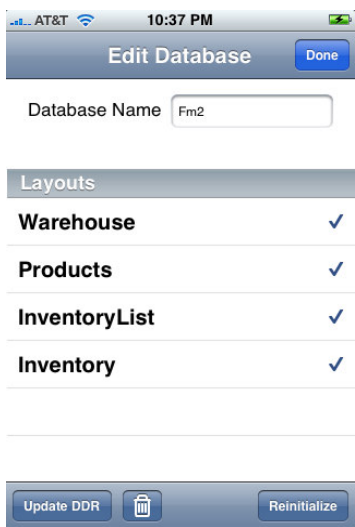 AT&T 10:37 PM
Edit Database Done
Database Name Fm2
Layouts
Warehouse
Products
InventoryList
Inventory
Update DDR Reinitialize